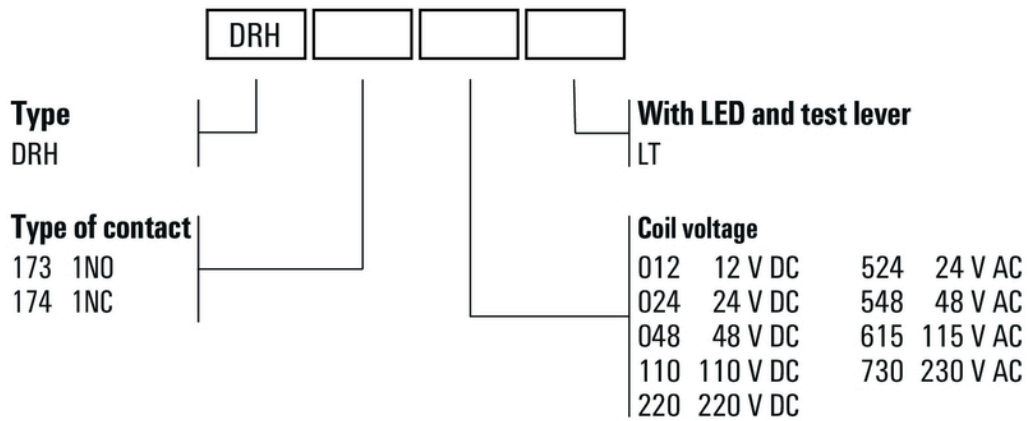 DRH
Type
DRH
With LED and test lever
LT
Type of contact
173 1NO
174 1NC
Coil voltage
012 12 V DC 524 24 V AC
024 24 V DC 548 48 V AC
048 48 V DC 615 115 V AC
110 110 V DC 730 230 V AC
220 220 V DC